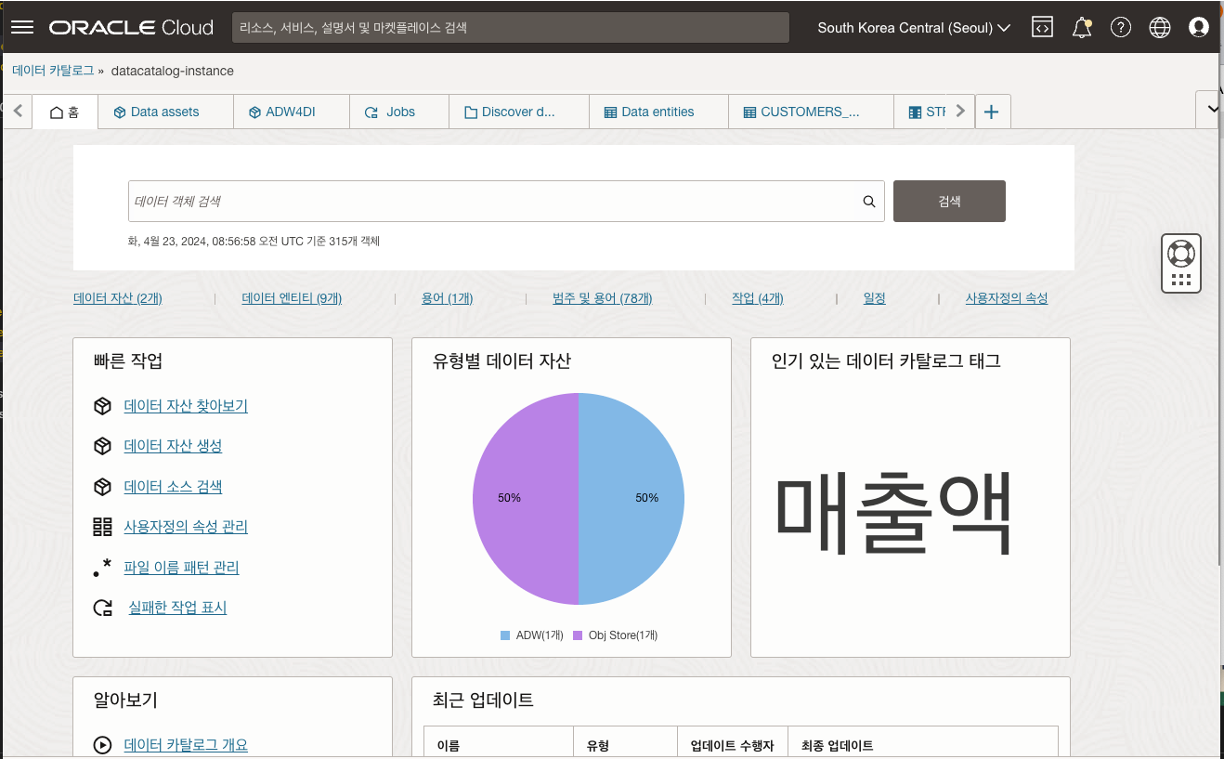 ORACLE Cloud
리소스, 서비스, 설명서 및 마켓플레이스 검색
South Korea Central (Seoul)
데이터 카탈로그 » datacatalog-instance
홈
Data assets
ADW4DI
Jobs
Discover d...
Data entities
CUSTOMERS_...
데이터 객체 검색
검색
화, 4월 23, 2024, 08:56:58 오전 UTC 기준 315개 객체
데이터 자산 (2개) | 데이터 엔티티 (9개) | 용어 (1개) | 범주 및 용어 (78개) | 작업 (4개) | 일정 | 사용자정의 속성
빠른 작업
데이터 자산 찾아보기
데이터 자산 생성
데이터 소스 검색
사용자정의 속성 관리
파일 이름 패턴 관리
실패한 작업 표시
유형별 데이터 자산
50% 50%
ADW(1개) Obj Store(1개)
인기 있는 데이터 카탈로그 태그
매출액
알아보기
데이터 카탈로그 개요
최근 업데이트
이름 유형 업데이트 수행자 최종 업데이트